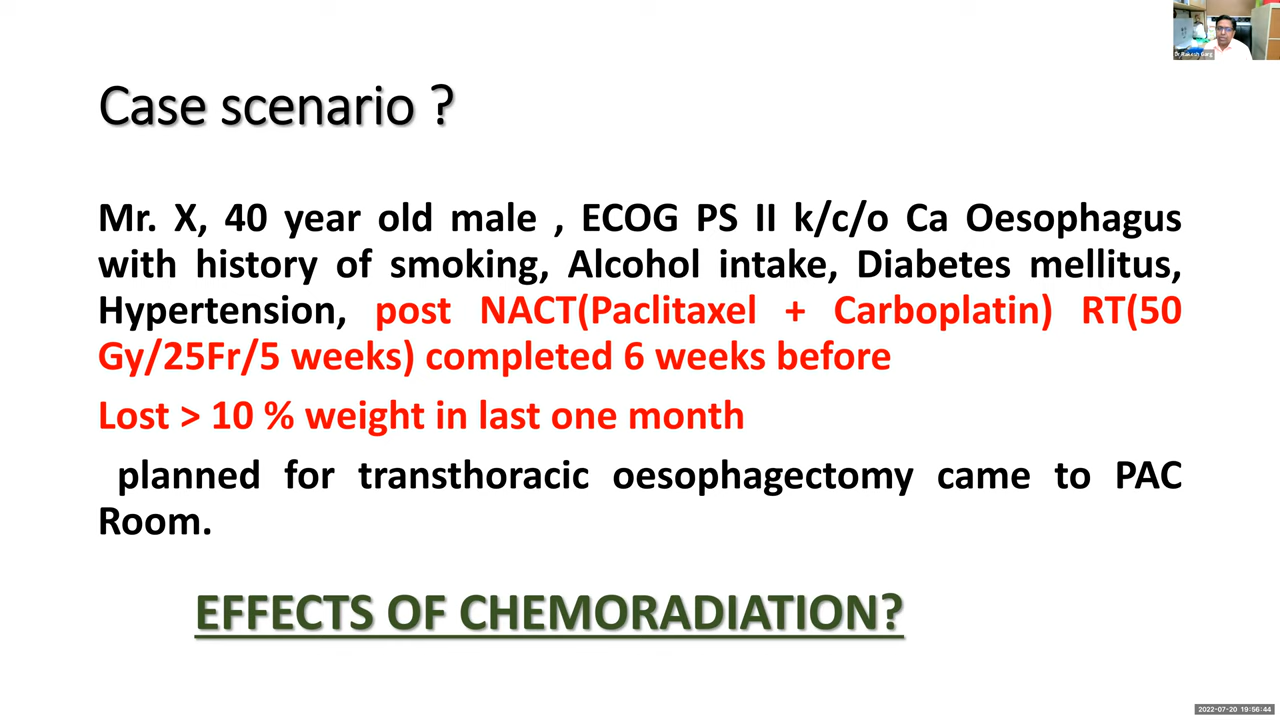 Dr Rakesh Garg
Case scenario ?
Mr. X, 40 year old male , ECOG PS II k/c/o Ca Oesophagus
with history of smoking, Alcohol intake, Diabetes mellitus,
Hypertension, post NACT(Paclitaxel + Carboplatin) RT(50
Gy/25Fr/5 weeks) completed 6 weeks before
Lost > 10 % weight in last one month
planned for transthoracic oesophagectomy came to PAC
Room.
EFFECTS OF CHEMORADIATION?
2022-07-20 19:56:44